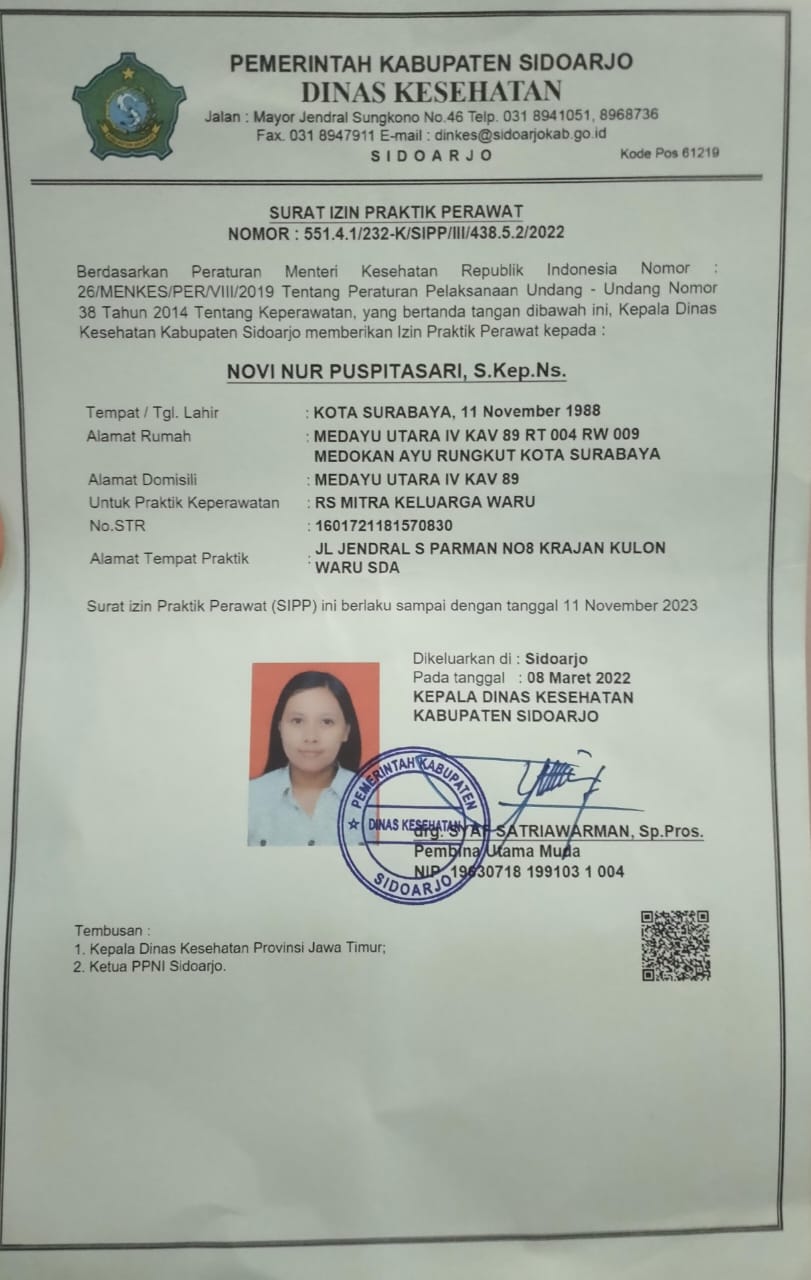 PEMERINTAH KABUPATEN SIDOARJO
DINAS KESEHATAN
Jalan : Mayor Jendral Sungkono No.46 Telp. 031 8941051, 8968736
Fax. 031 8947911 E-mail : dinkes@sidoarjokab.go.id
SIDOARJO
Kode Pos 61219
SURAT IZIN PRAKTIK PERAWAT
NOMOR : 551.4.1/232-K/SIPP/III/438.5.2/2022
Berdasarkan Peraturan Menteri Kesehatan Republik Indonesia Nomor :
26/MENKES/PER/VIII/2019 Tentang Peraturan Pelaksanaan Undang - Undang Nomor
38 Tahun 2014 Tentang Keperawatan, yang bertanda tangan dibawah ini, Kepala Dinas
Kesehatan Kabupaten Sidoarjo memberikan Izin Praktik Perawat kepada :
NOVI NUR PUSPITASARI, S.Kep.Ns.
Tempat / Tgl. Lahir : KOTA SURABAYA, 11 November 1988
Alamat Rumah : MEDAYU UTARA IV KAV 89 RT 004 RW 009
MEDOKAN AYU RUNGKUT KOTA SURABAYA
Alamat Domisili : MEDAYU UTARA IV KAV 89
Untuk Praktik Keperawatan : RS MITRA KELUARGA WARU
No.STR : 1601721181570830
Alamat Tempat Praktik : JL JENDRAL S PARMAN NO8 KRAJAN KULON
WARU SDA
Surat izin Praktik Perawat (SIPP) ini berlaku sampai dengan tanggal 11 November 2023
Dikeluarkan di : Sidoarjo
Pada tanggal : 08 Maret 2022
KEPALA DINAS KESEHATAN
KABUPATEN SIDOARJO
PEMERINTAH KABUPATEN
DINAS KESEHATAN
SIDOARJO
drg. SYAF SATRIAWARMAN, Sp.Pros.
Pembina Utama Muda
NIP. 19630718 199103 1 004
Tembusan :
1. Kepala Dinas Kesehatan Provinsi Jawa Timur;
2. Ketua PPNI Sidoarjo.